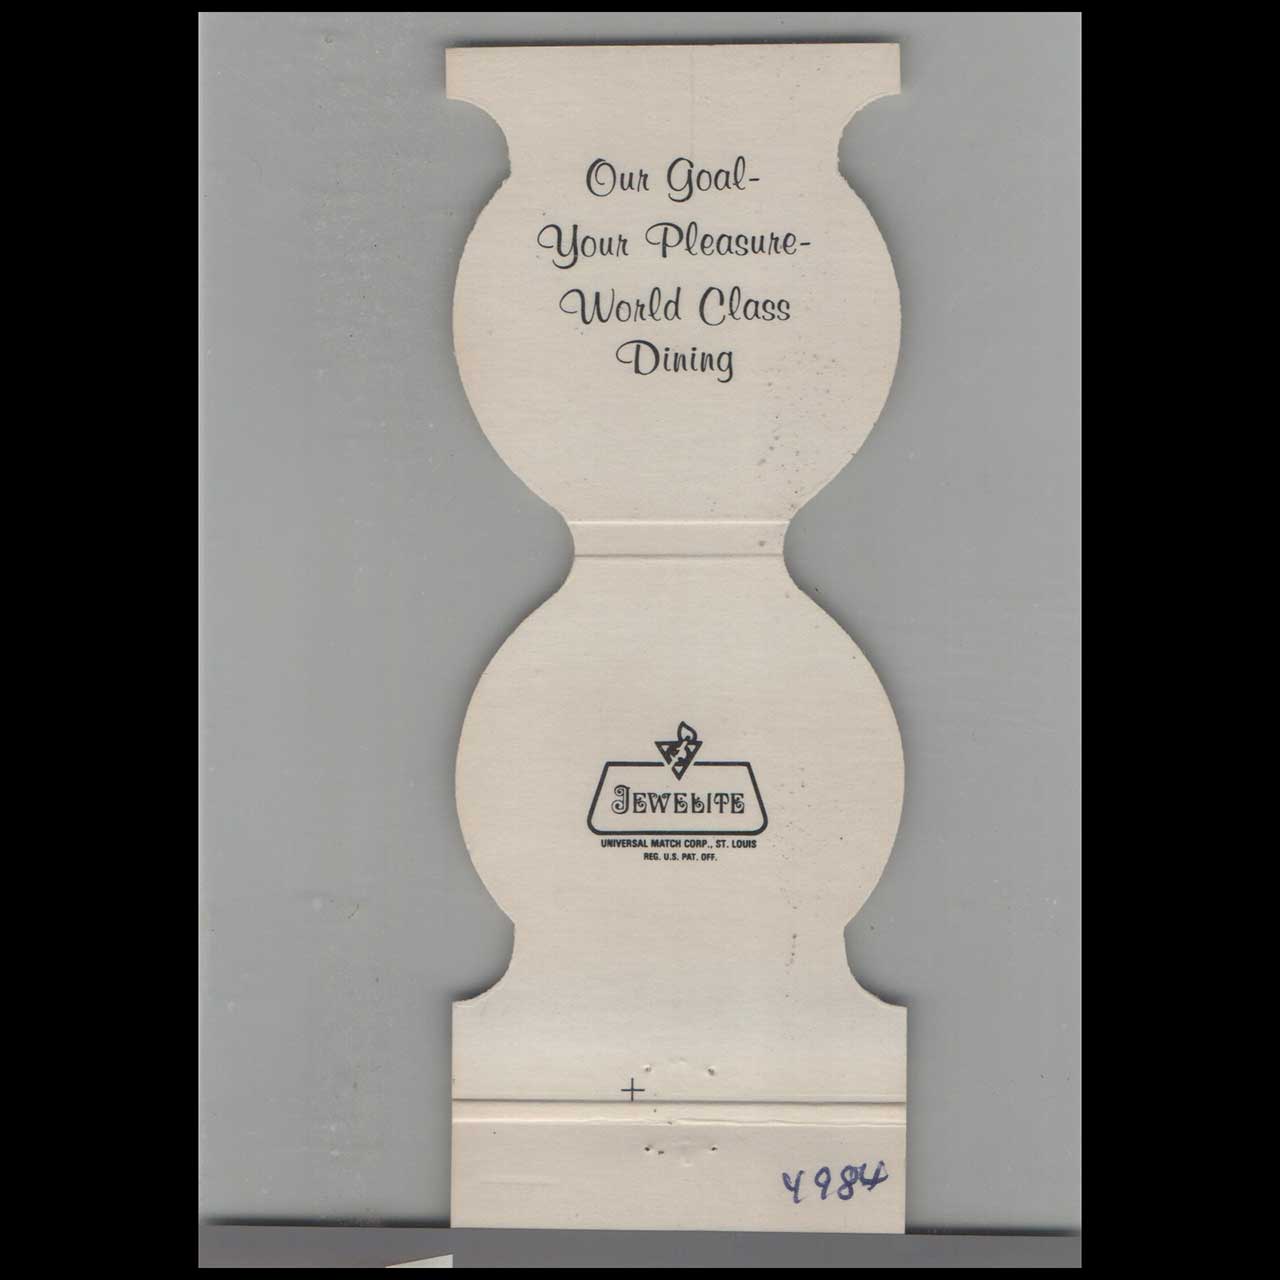 Our Goal-
Your Pleasure-
World Class
Dining
JEWELITE
UNIVERSAL MATCH CORP., ST. LOUIS
REG. U.S. PAT. OFF.
4984